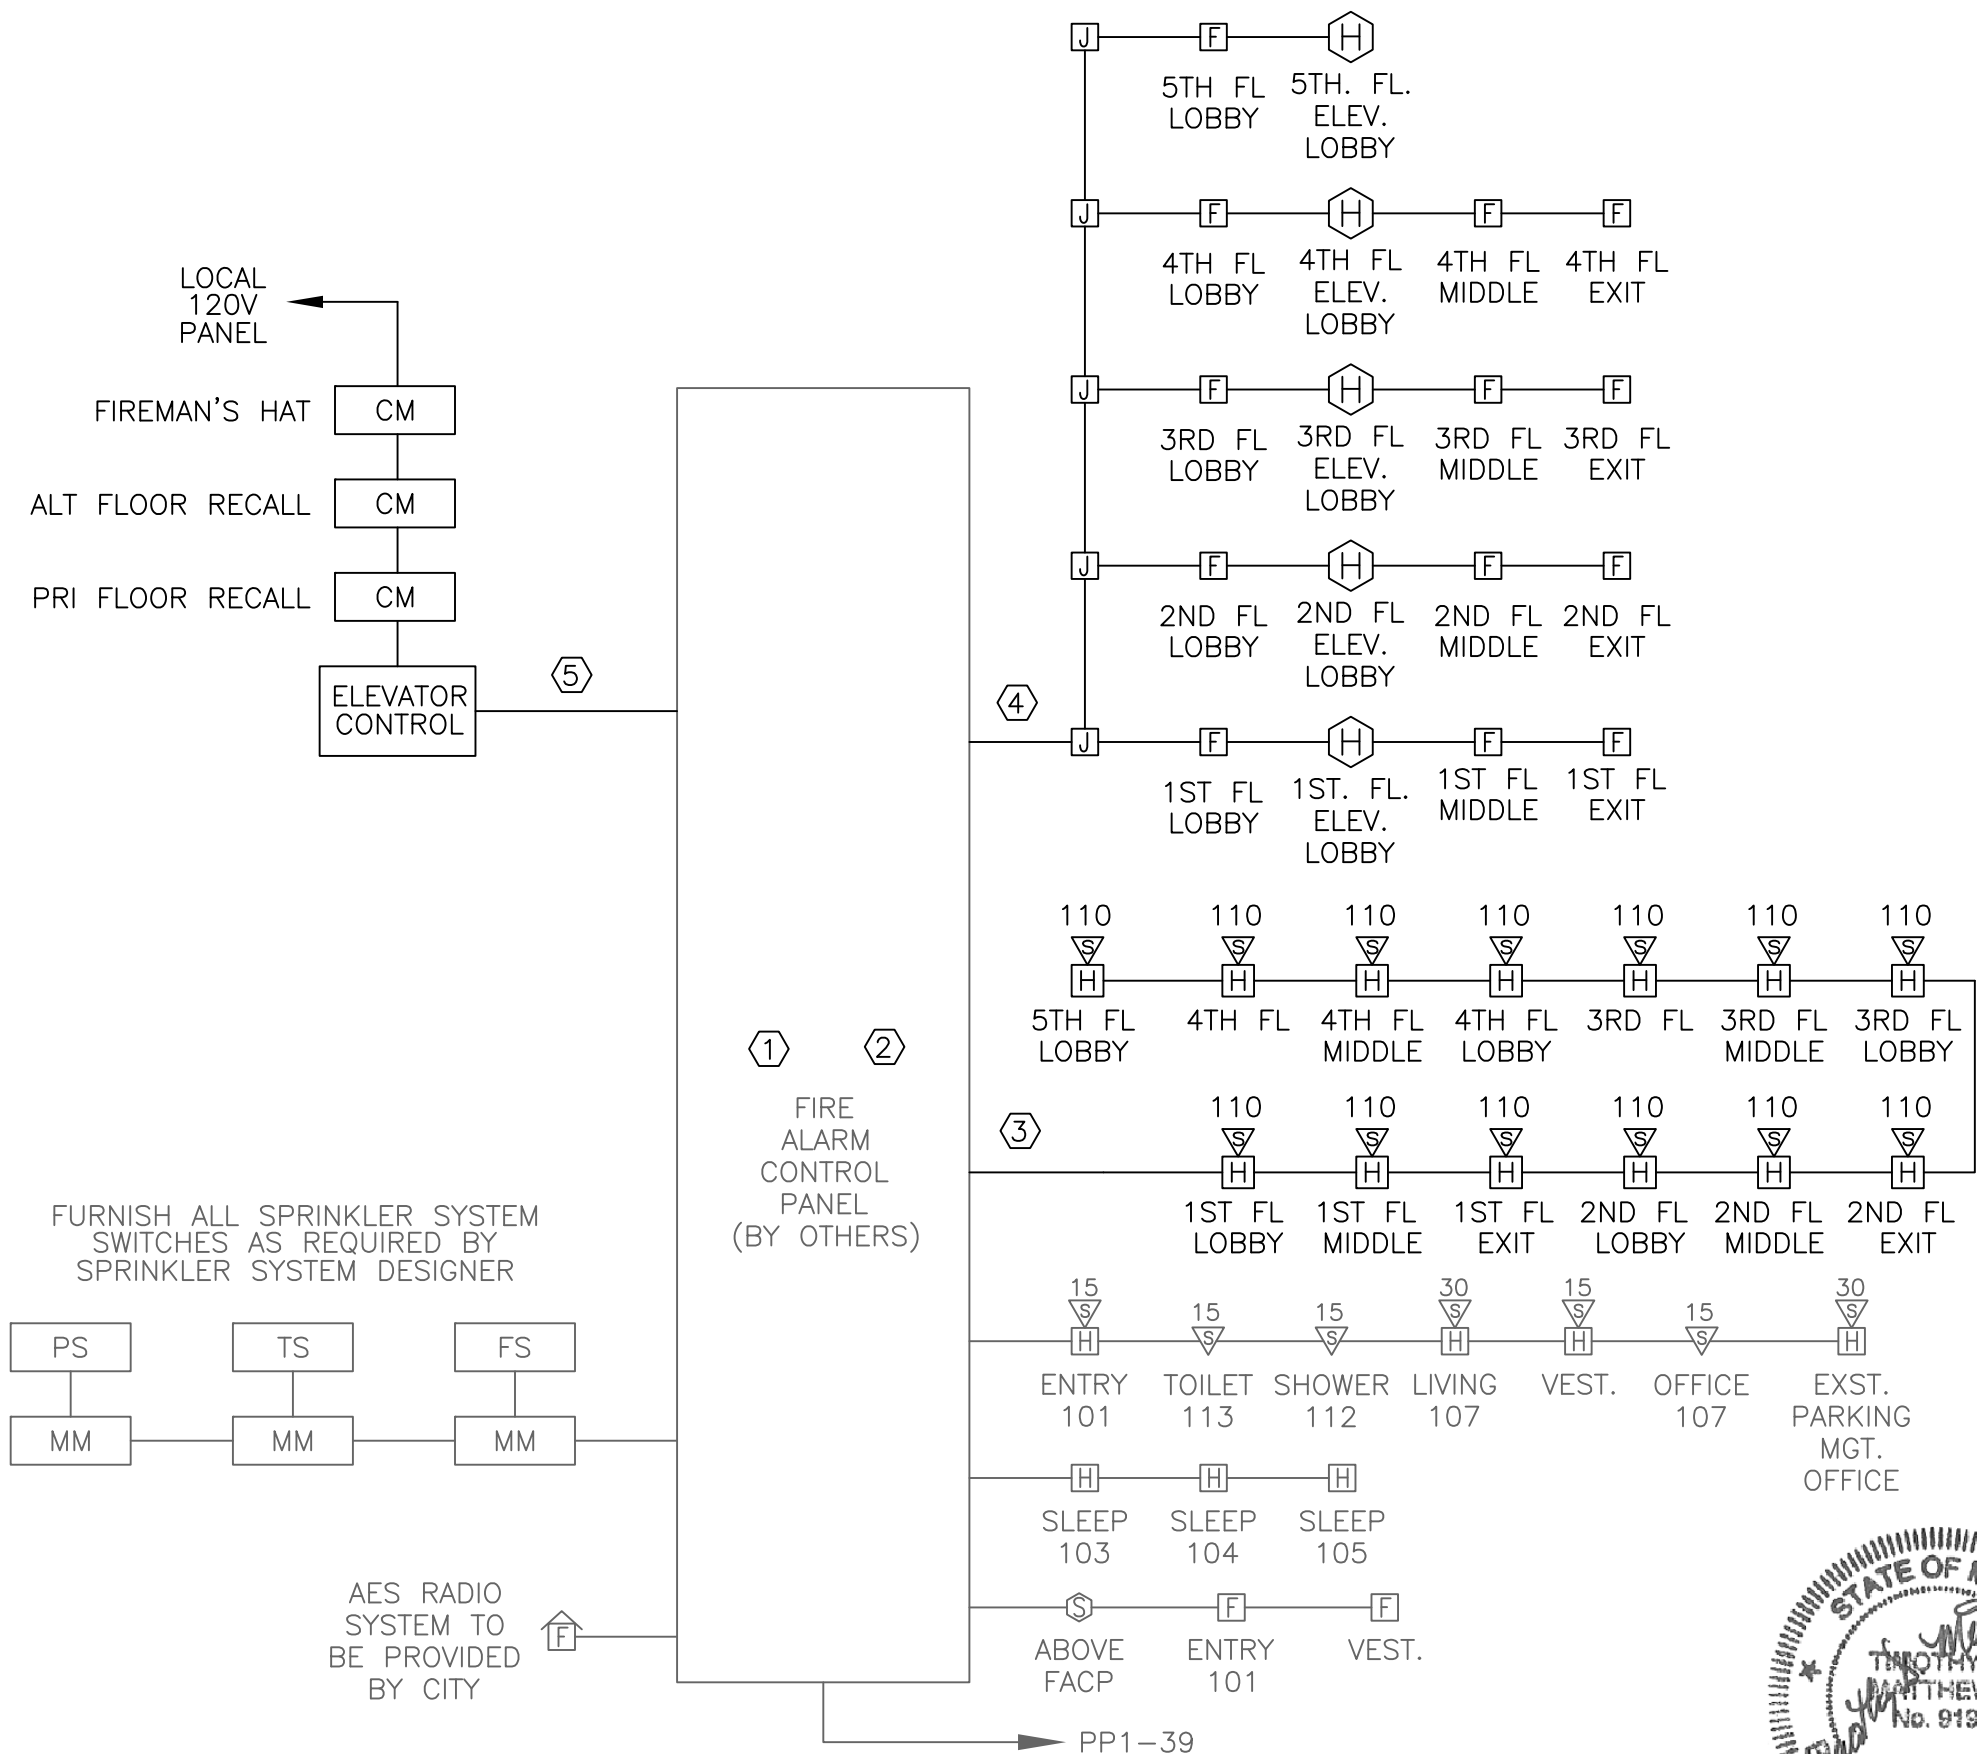 J F H
5TH FL 5TH. FL.
LOBBY ELEV.
LOBBY
J F H F F
4TH FL 4TH FL 4TH FL 4TH FL
LOBBY ELEV. MIDDLE EXIT
LOBBY
J F H F F
3RD FL 3RD FL 3RD FL 3RD FL
LOBBY ELEV. MIDDLE EXIT
LOBBY
J F H F F
2ND FL 2ND FL 2ND FL 2ND FL
LOBBY ELEV. MIDDLE EXIT
LOBBY
4
J F H F F
1ST FL 1ST. FL. 1ST FL 1ST FL
LOBBY ELEV. MIDDLE EXIT
LOBBY
LOCAL
120V
PANEL
FIREMAN'S HAT CM
ALT FLOOR RECALL CM
PRI FLOOR RECALL CM
ELEVATOR
CONTROL
5
110 110 110 110 110 110 110
S S S S S S S
H H H H H H H
5TH FL 4TH FL 4TH FL 4TH FL 3RD FL 3RD FL 3RD FL
LOBBY MIDDLE LOBBY MIDDLE LOBBY
1 2
FIRE
ALARM
CONTROL
PANEL
(BY OTHERS)
3
110 110 110 110 110 110
S S S S S S
H H H H H H
1ST FL 1ST FL 1ST FL 2ND FL 2ND FL 2ND FL
LOBBY MIDDLE EXIT LOBBY MIDDLE EXIT
FURNISH ALL SPRINKLER SYSTEM
SWITCHES AS REQUIRED BY
SPRINKLER SYSTEM DESIGNER
PS TS FS
MM MM MM
15 15 15 30 15 15 30
S S S S S S S
H H H H
ENTRY TOILET SHOWER LIVING VEST. OFFICE EXST.
101 113 112 107 107 PARKING
MGT.
OFFICE
H H H
SLEEP SLEEP SLEEP
103 104 105
AES RADIO
SYSTEM TO
BE PROVIDED
BY CITY
F
S F F
ABOVE ENTRY VEST.
FACP 101
PP1-39
STATE OF
TIMOTHY
No. 919